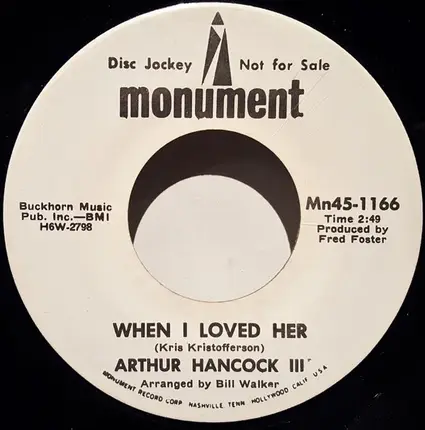 Disc Jockey Not for Sale
monument
Buckhorn Music
Pub. Inc.—BMI
H6W-2798
Mn45-1166
Time 2:49
Produced by
Fred Foster
WHEN I LOVED HER
(Kris Kristofferson)
ARTHUR HANCOCK III
Arranged by Bill Walker
MONUMENT RECORD CORP. NASHVILLE, TENN. HOLLYWOOD, CALIF. U S A